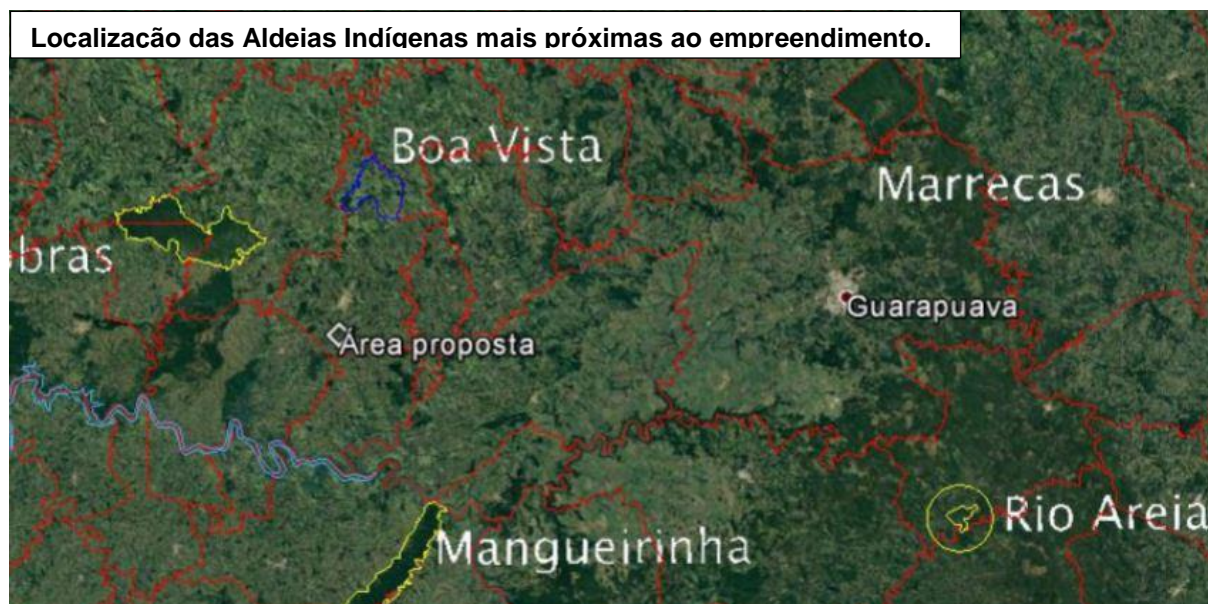 Localização das Aldeias Indígenas mais próximas ao empreendimento.
Boa Vista
Marrecas
bras
Guarapuava
Área proposta
Rio Areia
Mangueirinha